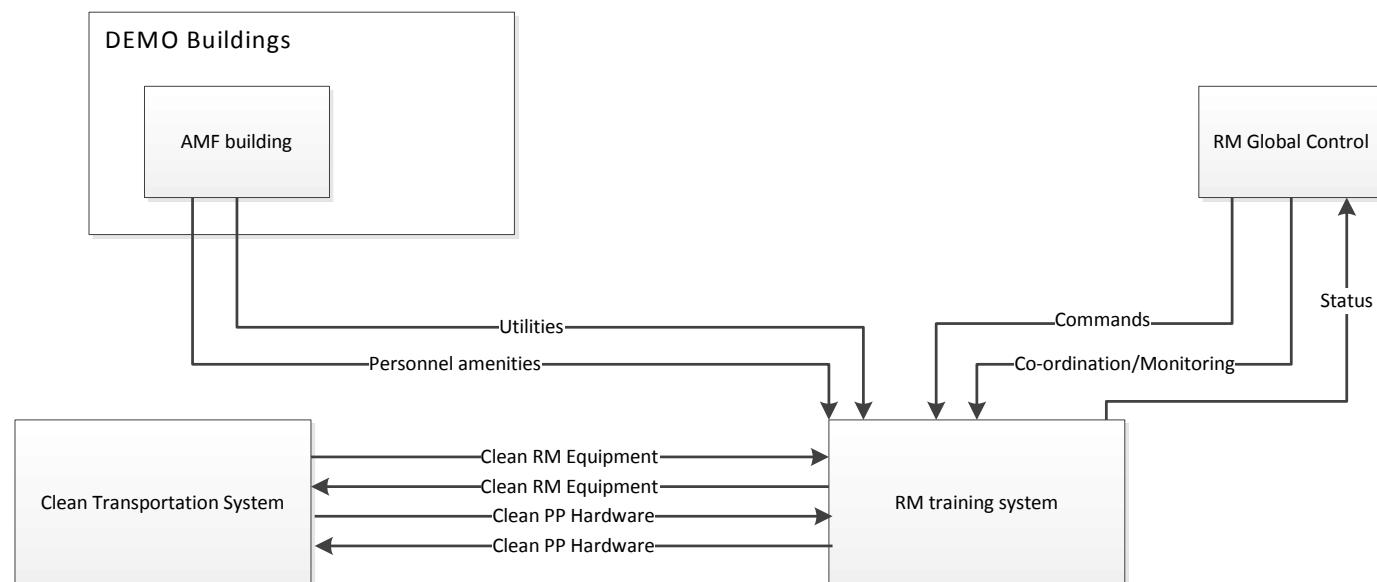 DEMO Buildings
AMF building
RM Global Control
Status
Commands
Utilities
Co-ordination/Monitoring
Personnel amenities
Clean RM Equipment
Clean RM Equipment
Clean Transportation System
RM training system
Clean PP Hardware
Clean PP Hardware